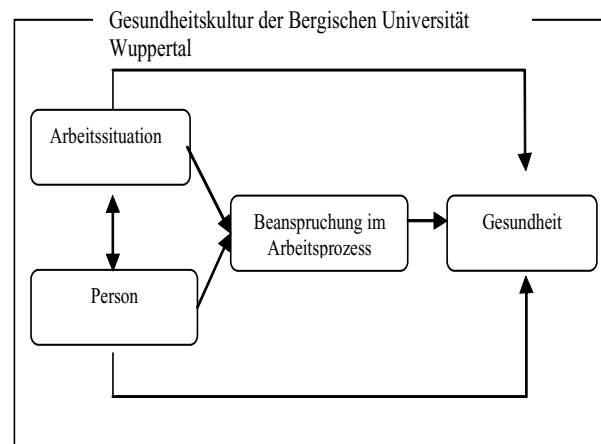 Gesundheitskultur der Bergischen Universität
Wuppertal
Arbeitssituation
Beanspruchung im
Arbeitsprozess
Gesundheit
Person